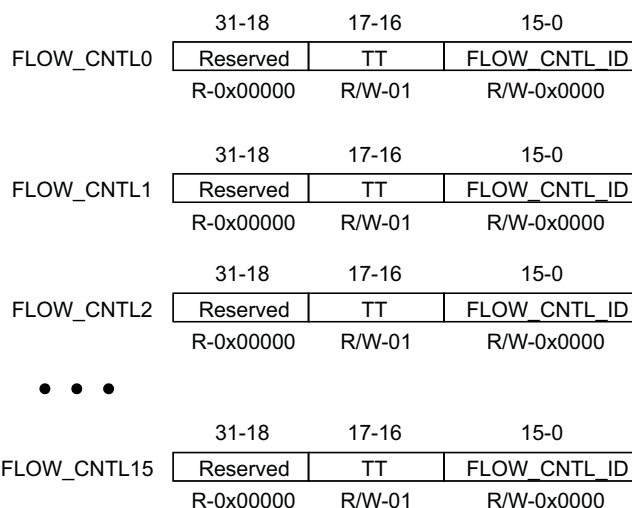 31-18 17-16 15-0
FLOW_CNTL0 Reserved TT FLOW_CNTL_ID
R-0x00000 R/W-01 R/W-0x0000
31-18 17-16 15-0
FLOW_CNTL1 Reserved TT FLOW_CNTL_ID
R-0x00000 R/W-01 R/W-0x0000
31-18 17-16 15-0
FLOW_CNTL2 Reserved TT FLOW_CNTL_ID
R-0x00000 R/W-01 R/W-0x0000
• • •
31-18 17-16 15-0
FLOW_CNTL15 Reserved TT FLOW_CNTL_ID
R-0x00000 R/W-01 R/W-0x0000